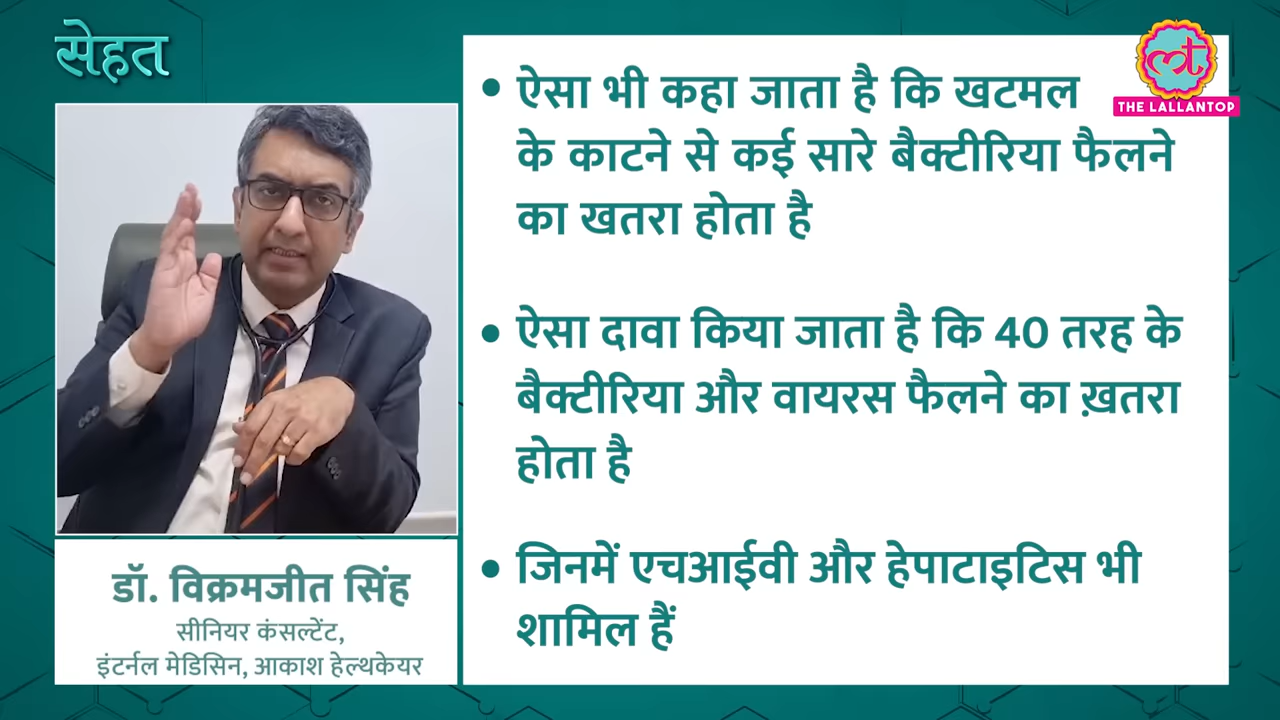 सेहत
THE LALLANTOP
• ऐसा भी कहा जाता है कि खटमल
के काटने से कई सारे बैक्टीरिया फैलने
का खतरा होता है
• ऐसा दावा किया जाता है कि 40 तरह के
बैक्टीरिया और वायरस फैलने का ख़तरा
होता है
• जिनमें एचआईवी और हेपाटाइटिस भी
शामिल हैं
डॉ. विक्रमजीत सिंह
सीनियर कंसल्टेंट,
इंटर्नल मेडिसिन, आकाश हेल्थकेयर